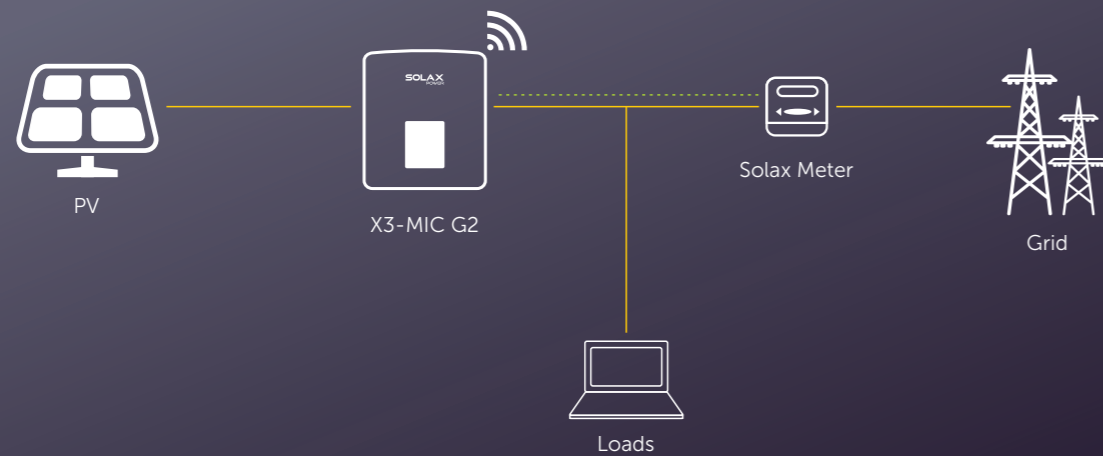 SOLAX
POWER
PV
X3-MIC G2
Solax Meter
Grid
Loads